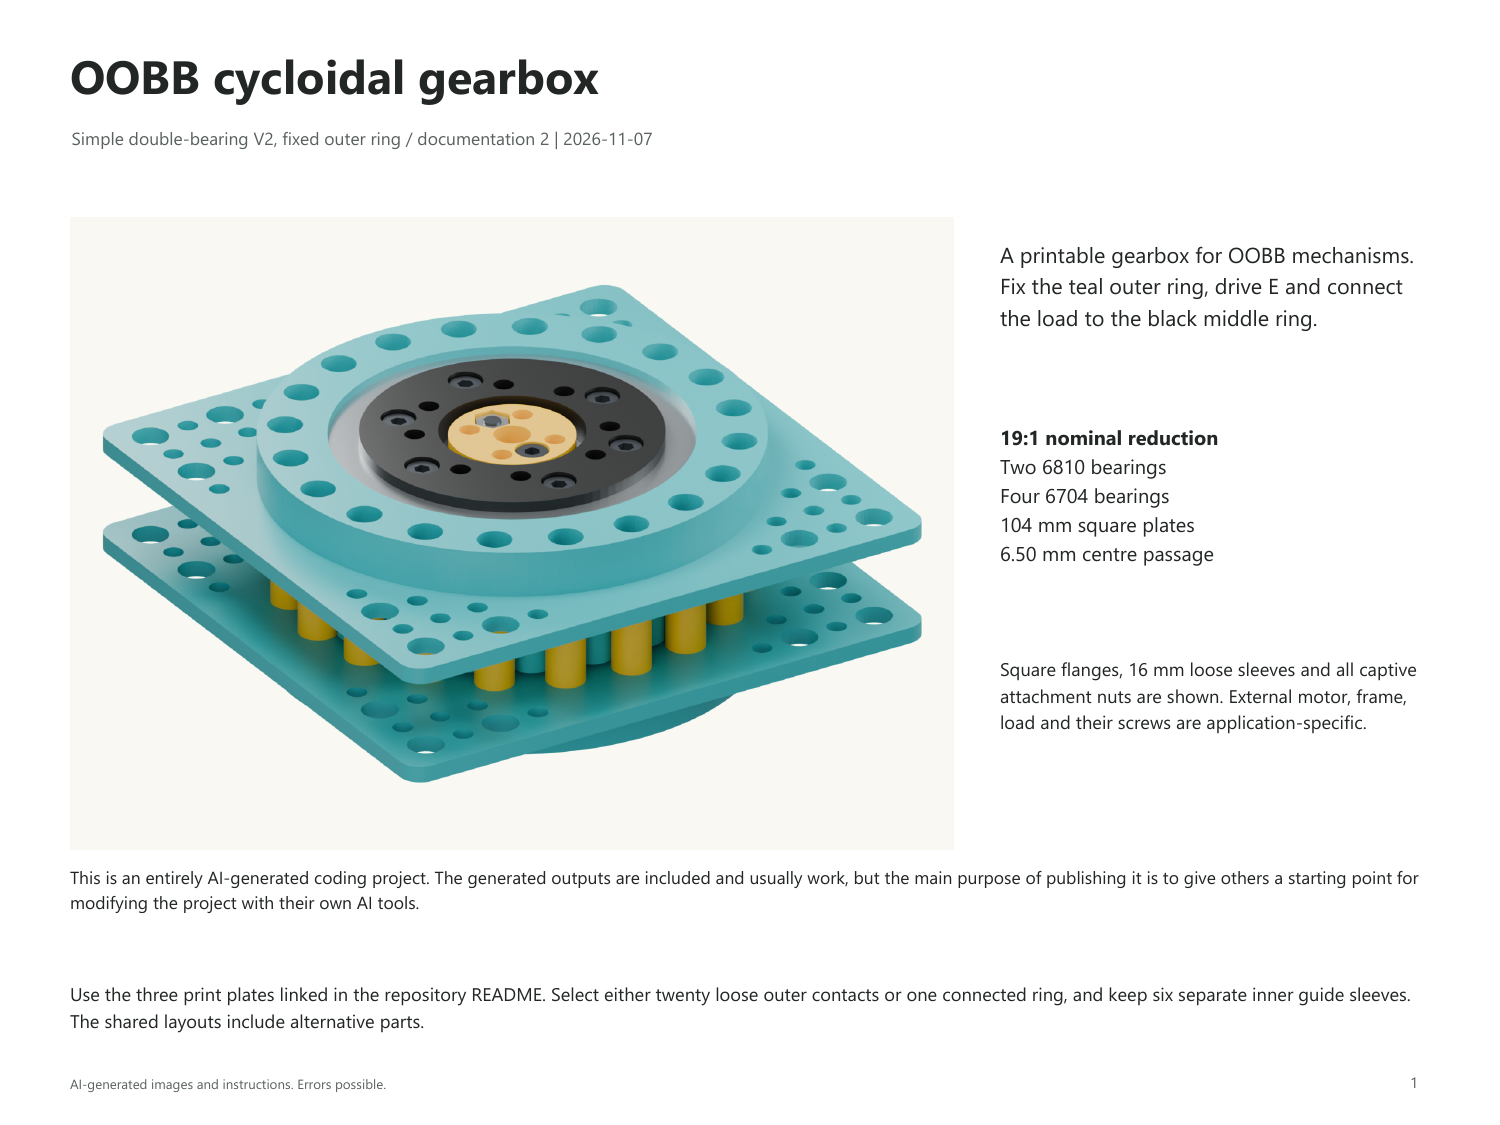 OOBB cycloidal gearbox
Simple double-bearing V2, fixed outer ring / documentation 2 | 2026-11-07
A printable gearbox for OOBB mechanisms.
Fix the teal outer ring, drive E and connect
the load to the black middle ring.
19:1 nominal reduction
Two 6810 bearings
Four 6704 bearings
104 mm square plates
6.50 mm centre passage
Square flanges, 16 mm loose sleeves and all captive
attachment nuts are shown. External motor, frame,
load and their screws are application-specific.
This is an entirely AI-generated coding project. The generated outputs are included and usually work, but the main purpose of publishing it is to give others a starting point for
modifying the project with their own AI tools.
Use the three print plates linked in the repository README. Select either twenty loose outer contacts or one connected ring, and keep six separate inner guide sleeves.
The shared layouts include alternative parts.
AI-generated images and instructions. Errors possible.
1